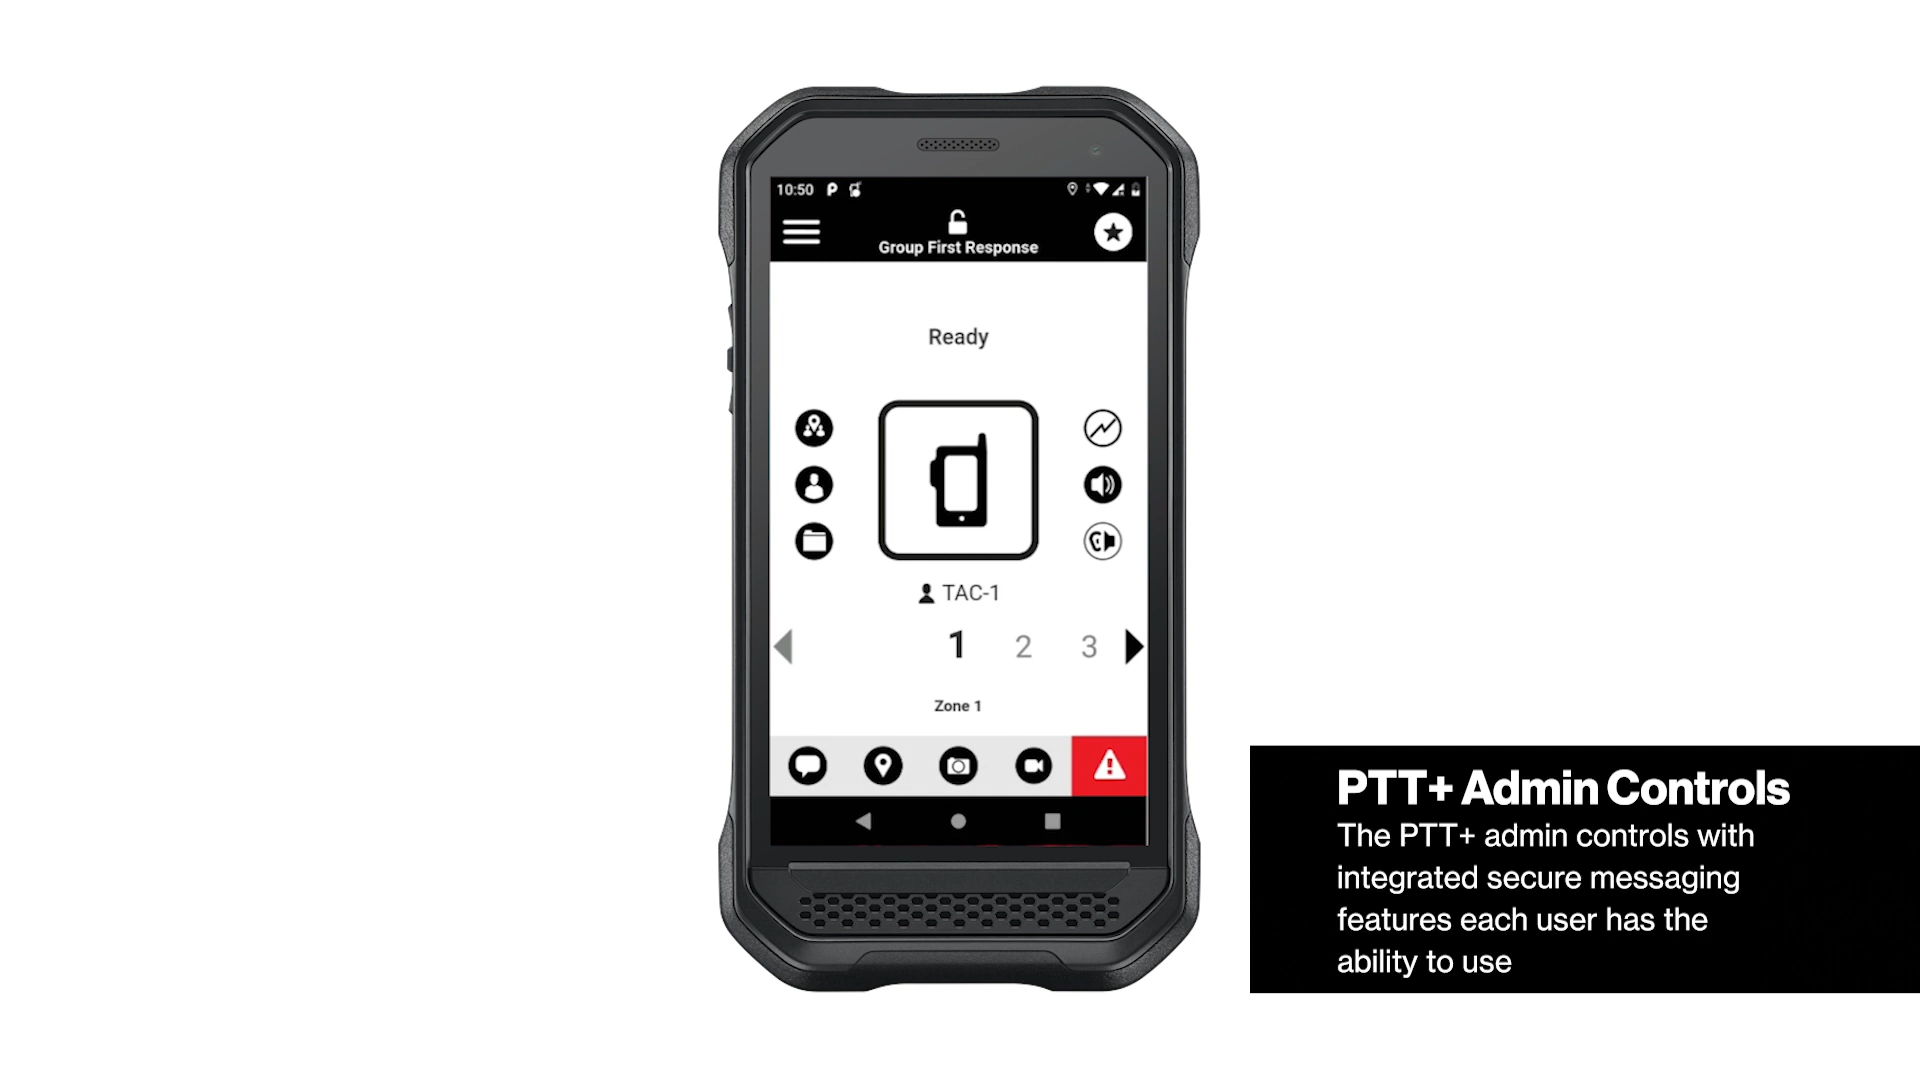 10:50
Group First Response
Ready
TAC-1
1 2 3
Zone 1
PTT+ Admin Controls
The PTT+ admin controls with
integrated secure messaging
features each user has the
ability to use